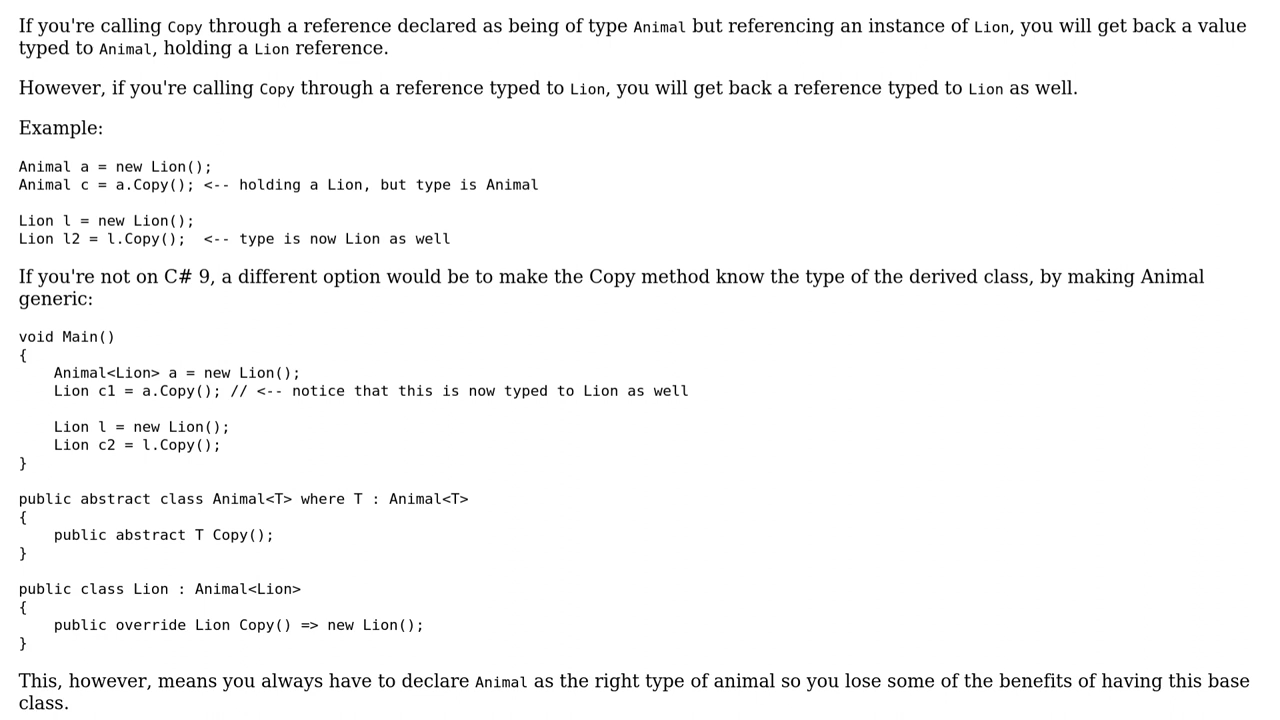 If you're calling Copy through a reference declared as being of type Animal but referencing an instance of Lion, you will get back a value
typed to Animal, holding a Lion reference.
However, if you're calling Copy through a reference typed to Lion, you will get back a reference typed to Lion as well.
Example:
Animal a = new Lion();
Animal c = a.Copy(); <-- holding a Lion, but type is Animal
Lion l = new Lion();
Lion l2 = l.Copy();  <-- type is now Lion as well
If you're not on C# 9, a different option would be to make the Copy method know the type of the derived class, by making Animal
generic:
void Main()
{
    Animal<Lion> a = new Lion();
    Lion c1 = a.Copy(); // <-- notice that this is now typed to Lion as well
    Lion l = new Lion();
    Lion c2 = l.Copy();
}
public abstract class Animal<T> where T : Animal<T>
{
    public abstract T Copy();
}
public class Lion : Animal<Lion>
{
    public override Lion Copy() => new Lion();
}
This, however, means you always have to declare Animal as the right type of animal so you lose some of the benefits of having this base
class.